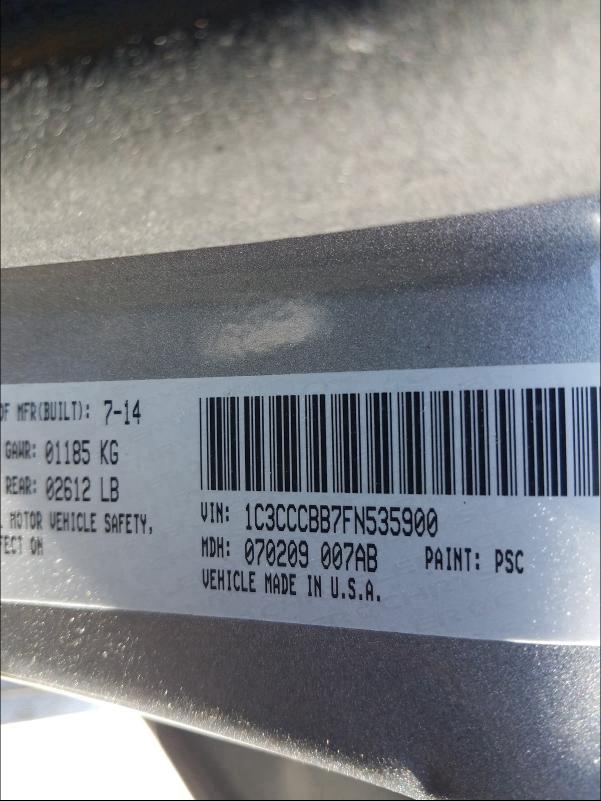 OF MFR(BUILT): 7-14
GAWR: 01185 KG
REAR: 02612 LB
MOTOR VEHICLE SAFETY,
ON
VIN: 1C3CCCBB7FN535900
MDH: 070209 007AB PAINT: PSC
VEHICLE MADE IN U.S.A.